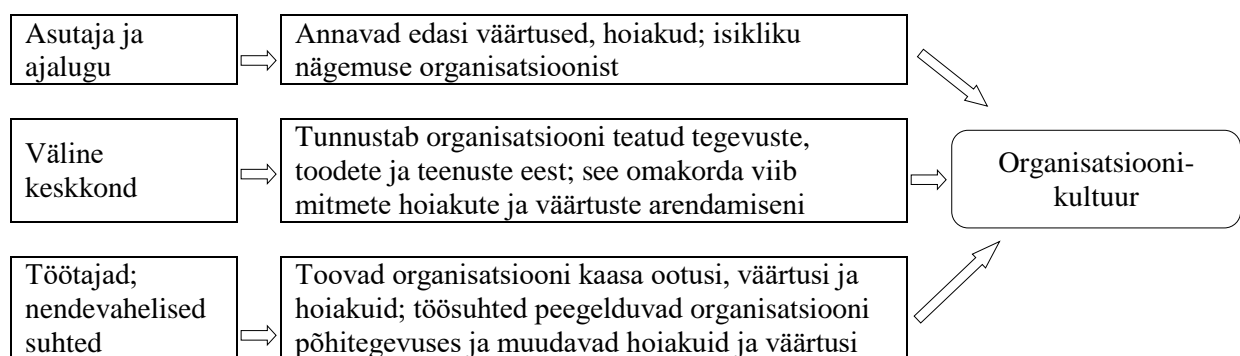 Asutaja ja
ajalugu
Annavad edasi väärtused, hoiakud; isikliku
nägemuse organisatsioonist
Väline
keskkond
Tunnustab organisatsiooni teatud tegevuste,
toodete ja teenuste eest; see omakorda viib
mitmete hoiakute ja väärtuste arendamiseni
Organisatsiooni-
kultuur
Töötajad;
nendevahelised
suhted
Toovad organisatsiooni kaasa ootusi, väärtusi ja
hoiakuid; töösuhted peegelduvad organisatsiooni
põhitegevuses ja muudavad hoiakuid ja väärtusi